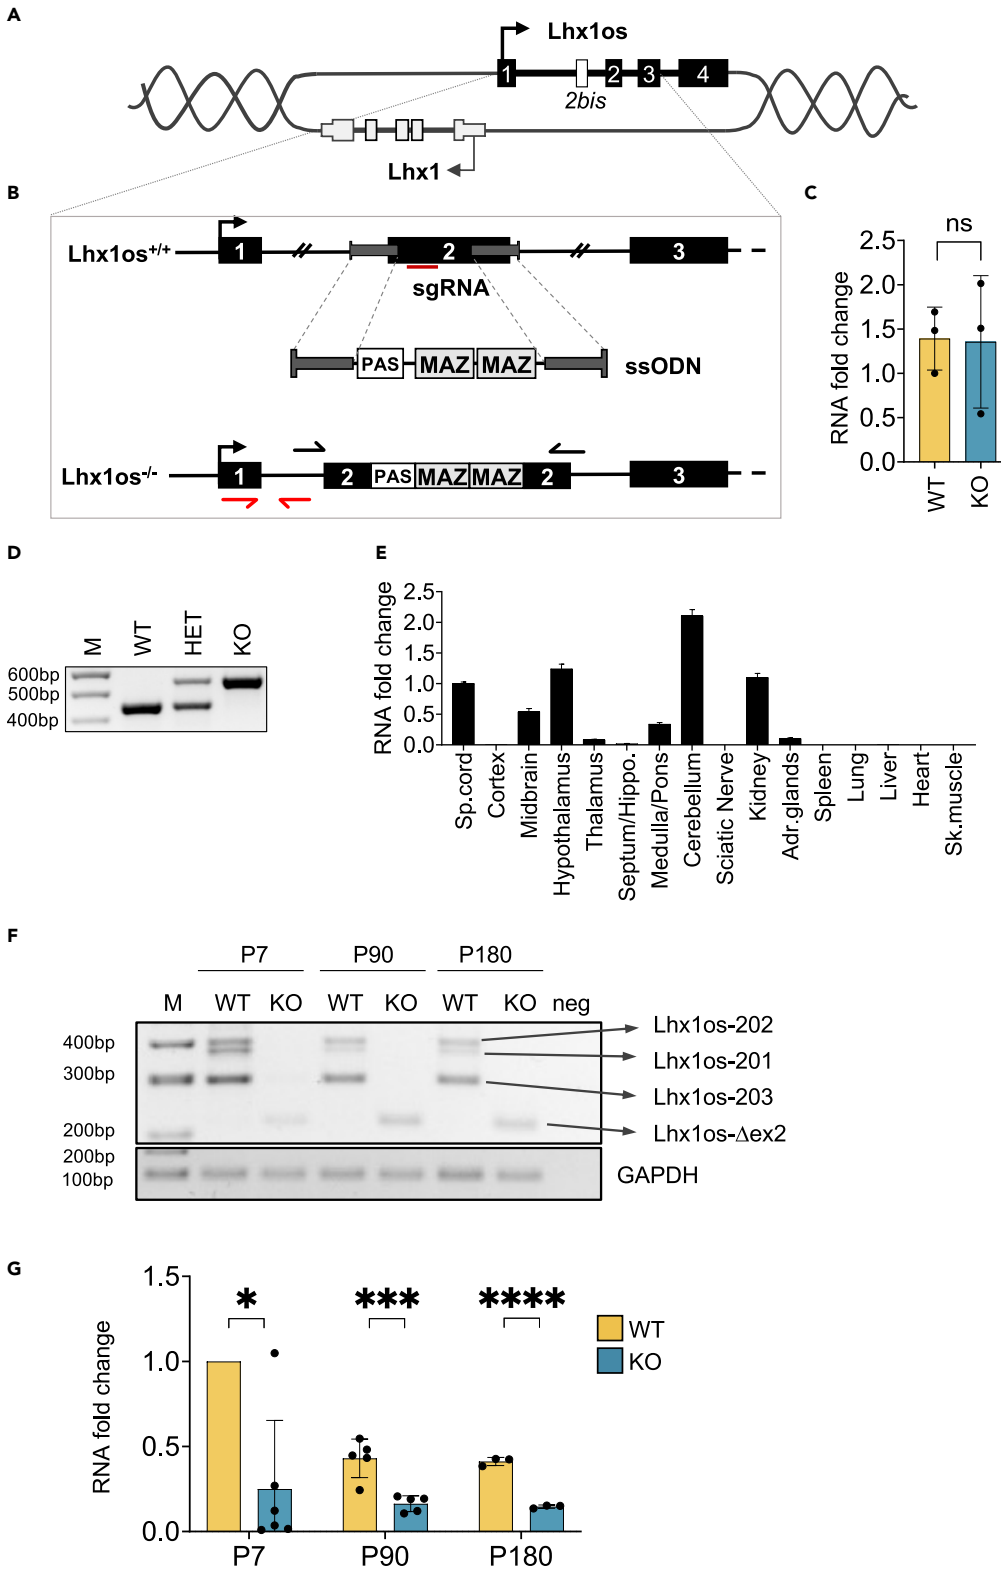 A
Lhx1os
1 2 3 4
2bis
Lhx1
B
Lhx1os+/+
1 2 3
sgRNA
PAS MAZ MAZ
ssODN
Lhx1os-/-
1 2 PAS MAZ MAZ 2 3
C
ns
RNA fold change
2.5
2.0
1.5
1.0
0.5
0.0
WT KO
D
M WT HET KO
600bp
500bp
400bp
E
RNA fold change
2.5
2.0
1.5
1.0
0.5
0.0
Sp.cord
Cortex
Midbrain
Hypothalamus
Thalamus
Septum/Hippo.
Medulla/Pons
Cerebellum
Sciatic Nerve
Kidney
Adr.glands
Spleen
Lung
Liver
Heart
Sk.muscle
F
P7 P90 P180
M WT KO WT KO WT KO neg
400bp
300bp
200bp
200bp
100bp
Lhx1os-202
Lhx1os-201
Lhx1os-203
Lhx1os-Δex2
GAPDH
G
RNA fold change
1.5
1.0
0.5
0.0
* *** ****
WT
KO
P7 P90 P180